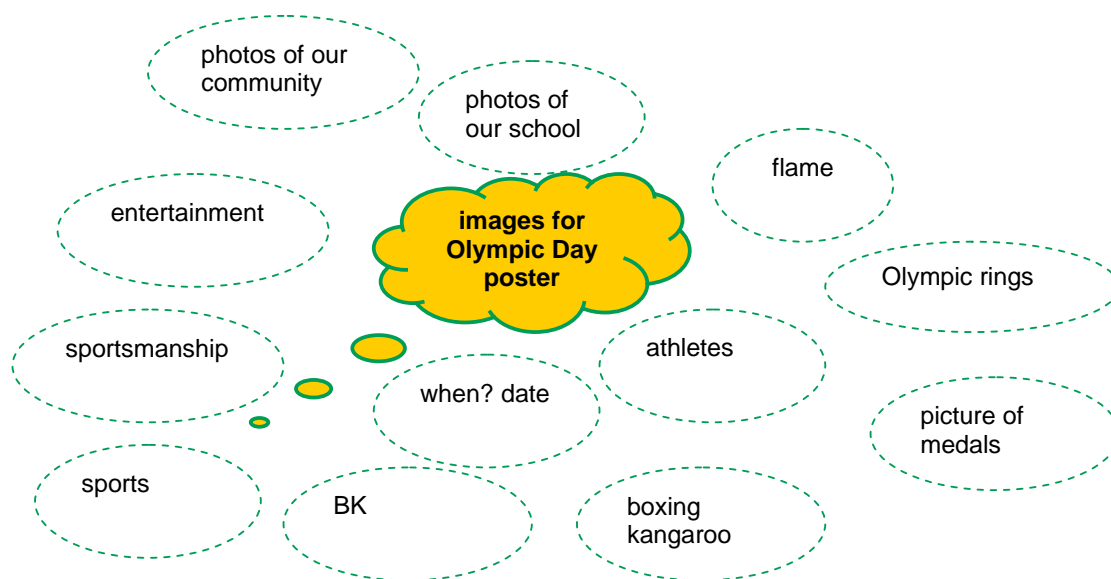 photos of our
community
photos of
our school
flame
entertainment
images for
Olympic Day
poster
Olympic rings
sportsmanship
athletes
when? date
picture of
medals
sports
BK
boxing
kangaroo